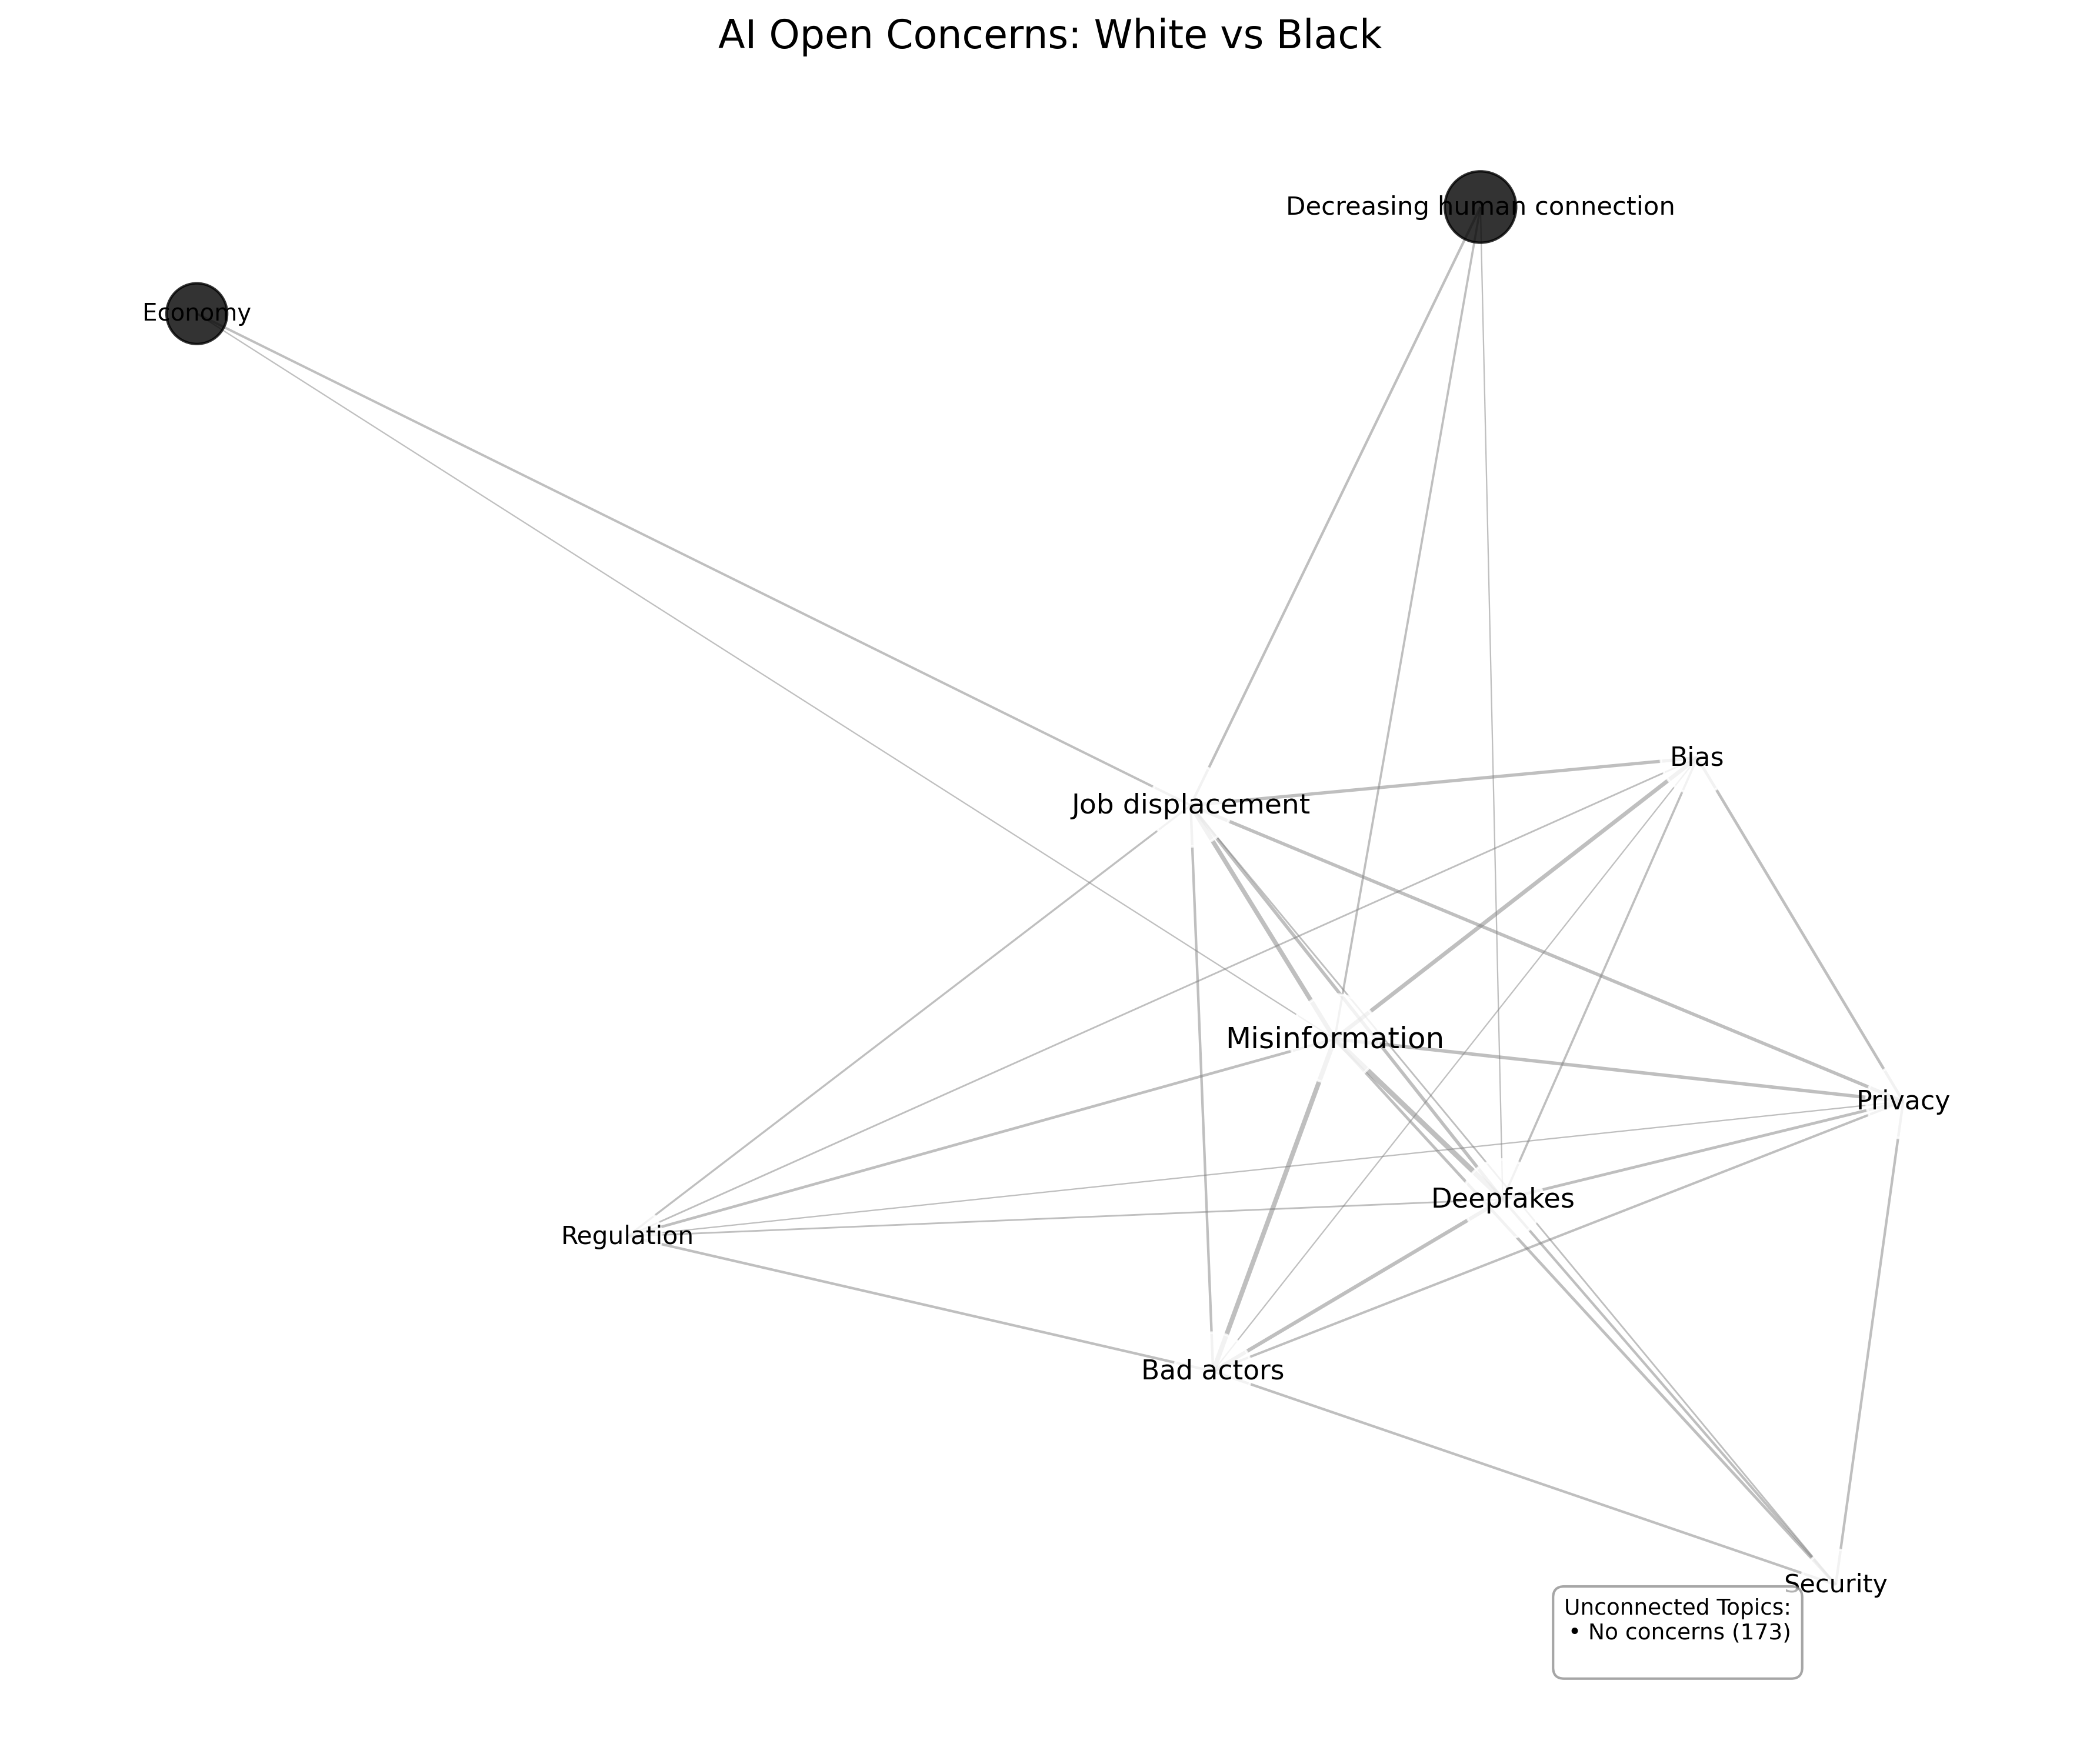 AI Open Concerns: White vs Black
Decreasing human connection
Economy
Bias
Job displacement
Misinformation
Privacy
Deepfakes
Regulation
Bad actors
Security
Unconnected Topics:
• No concerns (173)